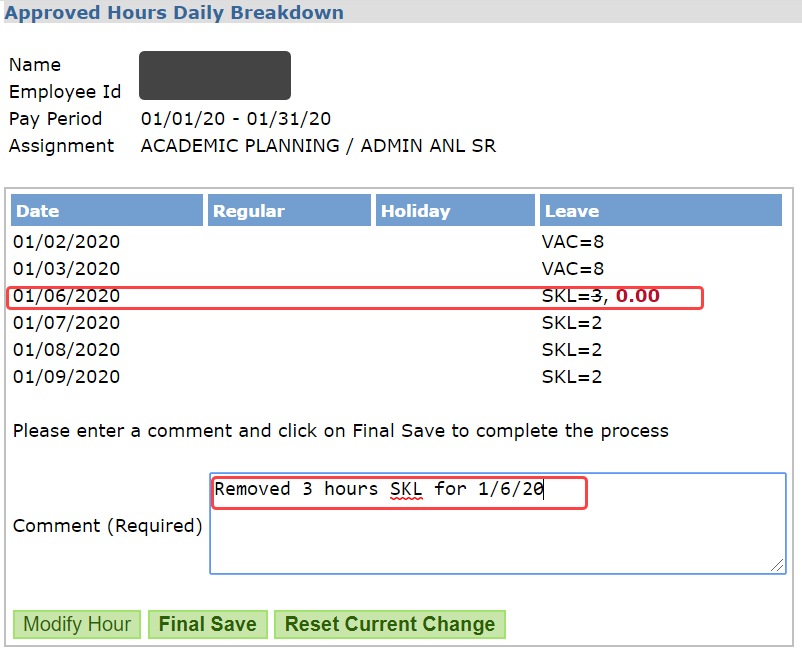 Approved Hours Daily Breakdown
Name
Employee Id
Pay Period 01/01/20 - 01/31/20
Assignment ACADEMIC PLANNING / ADMIN ANL SR
Date Regular Holiday Leave
01/02/2020 VAC=8
01/03/2020 VAC=8
01/06/2020 SKL=3, 0.00
01/07/2020 SKL=2
01/08/2020 SKL=2
01/09/2020 SKL=2
Please enter a comment and click on Final Save to complete the process
Removed 3 hours SKL for 1/6/20
Comment (Required)
Modify Hour Final Save Reset Current Change